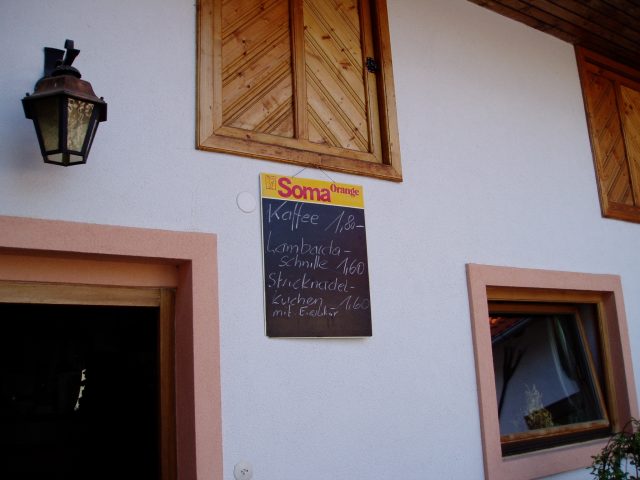 Soma Orange
Kaffee 1,80-
Lambada-
schnitte 1,60
Stricknadel-
kuchen 1,60
mit Eierlikör